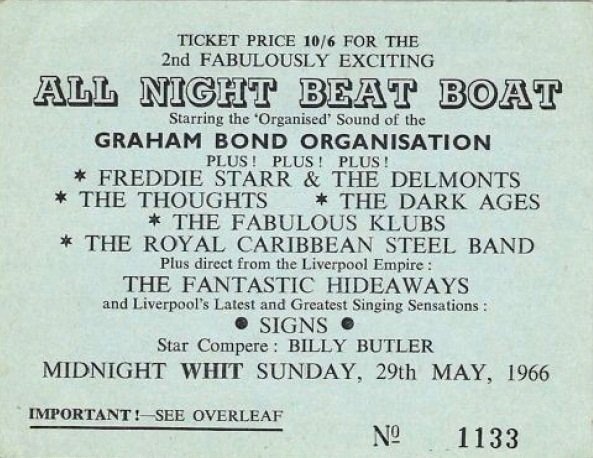 TICKET PRICE 10/6 FOR THE
2nd FABULOUSLY EXCITING
ALL NIGHT BEAT BOAT
Starring the 'Organised' Sound of the
GRAHAM BOND ORGANISATION
PLUS! PLUS! PLUS!
* FREDDIE STARR & THE DELMONTS
* THE THOUGHTS * THE DARK AGES
* THE FABULOUS KLUBS
* THE ROYAL CARIBBEAN STEEL BAND
Plus direct from the Liverpool Empire :
THE FANTASTIC HIDEAWAYS
and Liverpool's Latest and Greatest Singing Sensations :
● SIGNS ●
Star Compere : BILLY BUTLER
MIDNIGHT WHIT SUNDAY, 29th MAY, 1966
IMPORTANT!—SEE OVERLEAF
Nº 1133